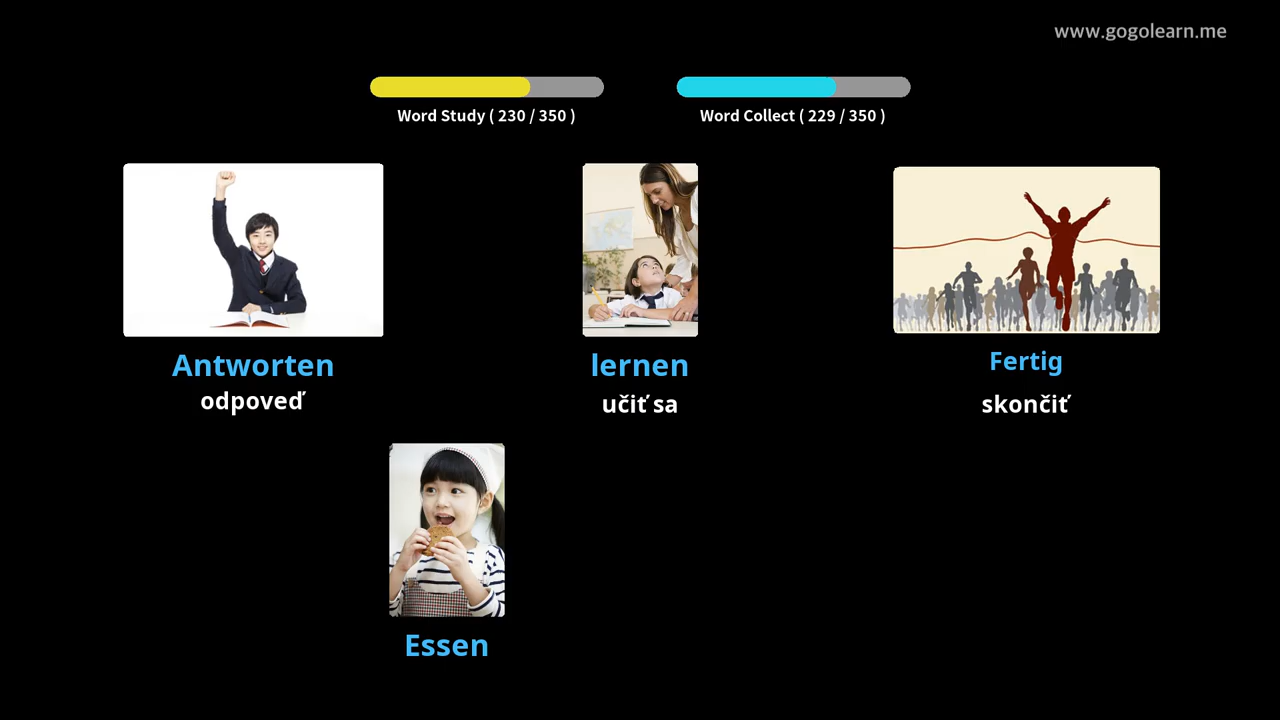 www.gogolearn.me
Word Study ( 230 / 350 )
Word Collect ( 229 / 350 )
Antworten
odpoveď
lernen
učiť sa
Fertig
skončiť
Essen